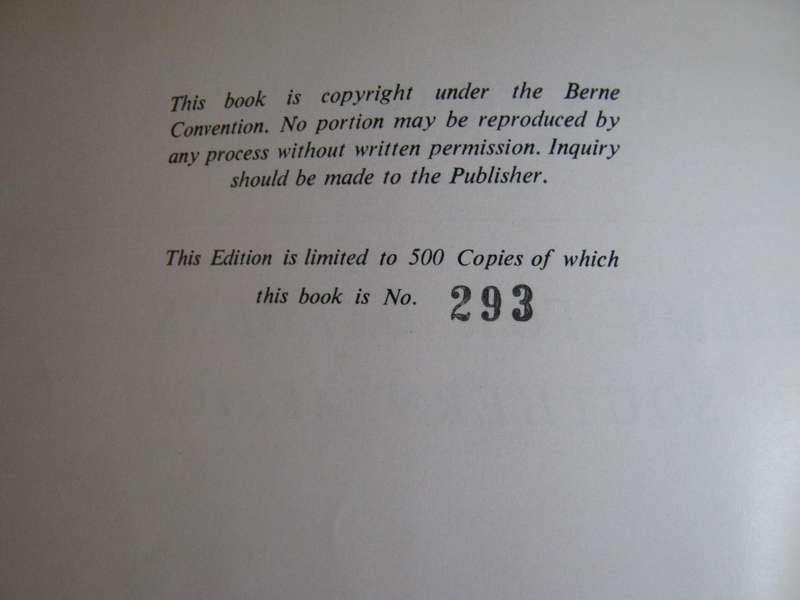 This book is copyright under the Berne
Convention. No portion may be reproduced by
any process without written permission. Inquiry
should be made to the Publisher.
This Edition is limited to 500 Copies of which
this book is No. 293